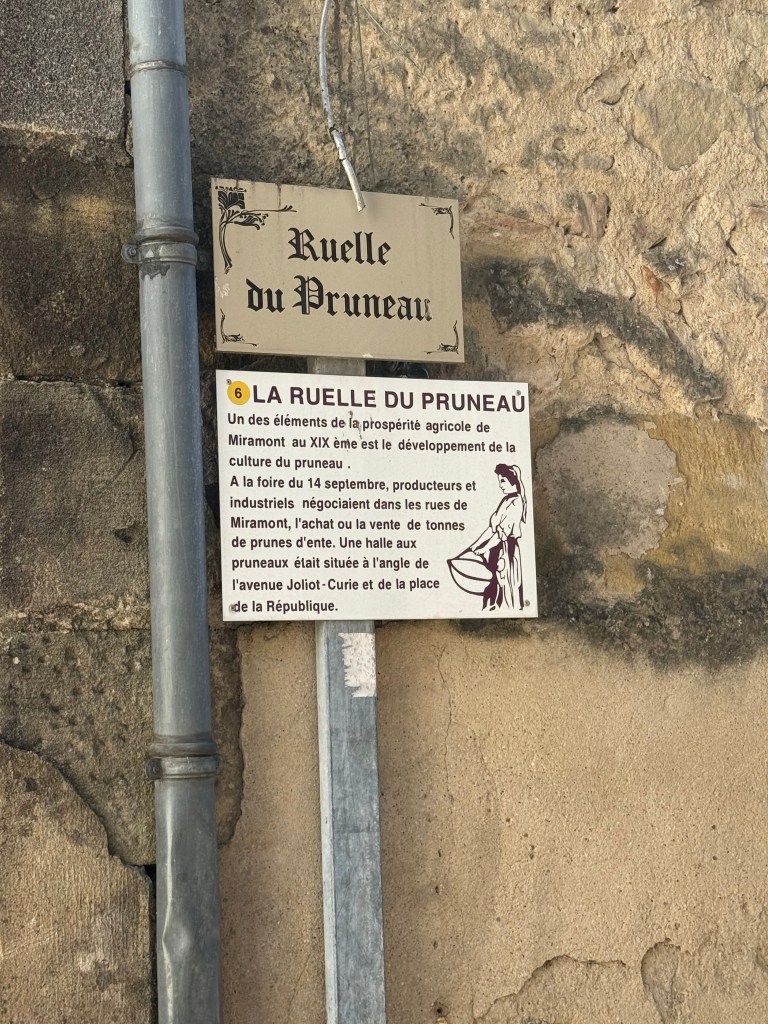 Ruelle
du Pruneau
6 LA RUELLE DU PRUNEAU
Un des éléments de la prospérité agricole de
Miramont au XIX ème est le développement de la
culture du pruneau .
A la foire du 14 septembre, producteurs et
industriels négociaient dans les rues de
Miramont, l'achat ou la vente de tonnes
de prunes d'ente. Une halle aux
pruneaux était située à l'angle de
l'avenue Joliot-Curie et de la place
de la République.